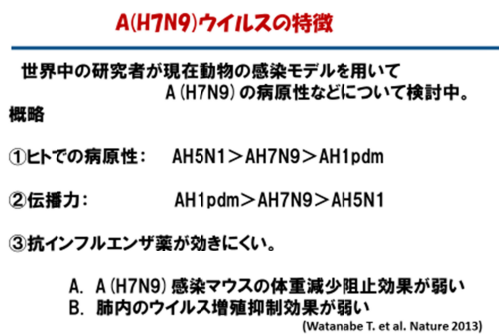 A(H7N9)ウイルスの特徴
世界中の研究者が現在動物の感染モデルを用いて
A(H7N9)の病原性などについて検討中。
概略
①ヒトでの病原性： AH5N1＞AH7N9＞AH1pdm
②伝播力： AH1pdm＞AH7N9＞AH5N1
③抗インフルエンザ薬が効きにくい。
A. A(H7N9)感染マウスの体重減少阻止効果が弱い
B. 肺内のウイルス増殖抑制効果が弱い
(Watanabe T. et al. Nature 2013)